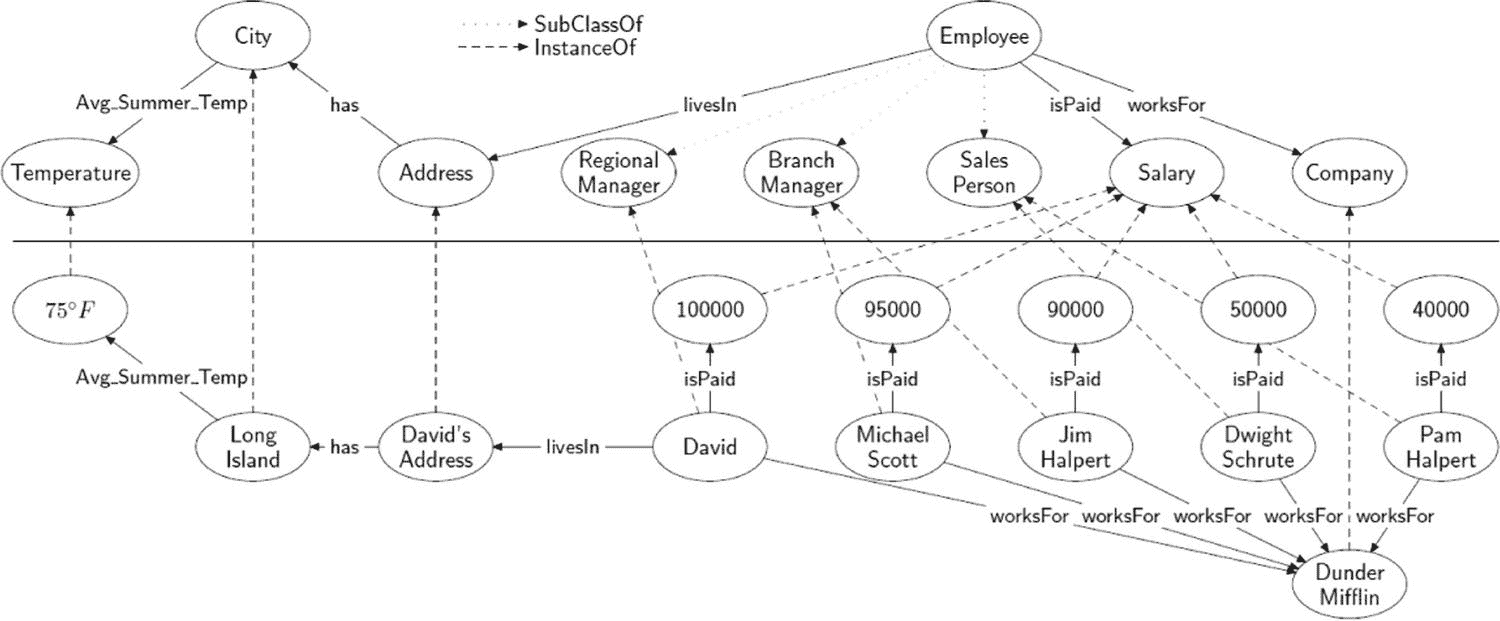 City
SubClassOf
InstanceOf
Employee
Avg_Summer_Temp
has
livesIn
isPaid
worksFor
Temperature
Address
Regional
Manager
Branch
Manager
Sales
Person
Salary
Company
75°F
100000
95000
90000
50000
40000
Avg_Summer_Temp
isPaid
isPaid
isPaid
isPaid
isPaid
Long
Island
has
David's
Address
livesIn
David
Michael
Scott
Jim
Halpert
Dwight
Schrute
Pam
Halpert
worksFor
worksFor
worksFor
worksFor
worksFor
Dunder
Mifflin